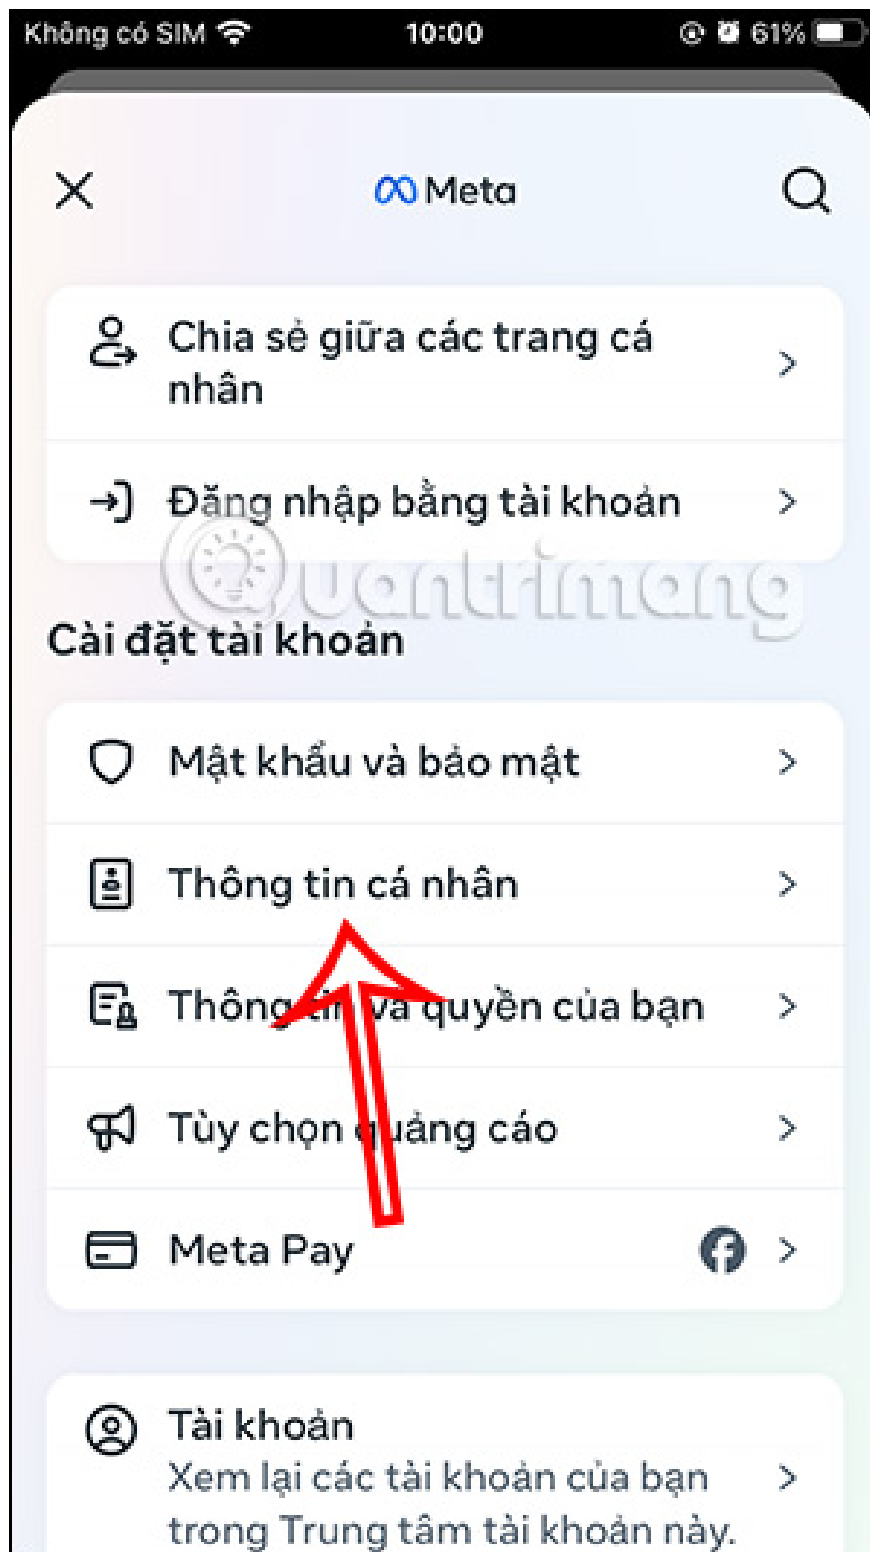 Không có SIM 10:00 61%
Meta
Chia sẻ giữa các trang cá
nhân
Đăng nhập bằng tài khoản
Quantrimang
Cài đặt tài khoản
Mật khẩu và bảo mật
Thông tin cá nhân
Thông tin và quyền của bạn
Tùy chọn quảng cáo
Meta Pay
Tài khoản
Xem lại các tài khoản của bạn
trong Trung tâm tài khoản này.